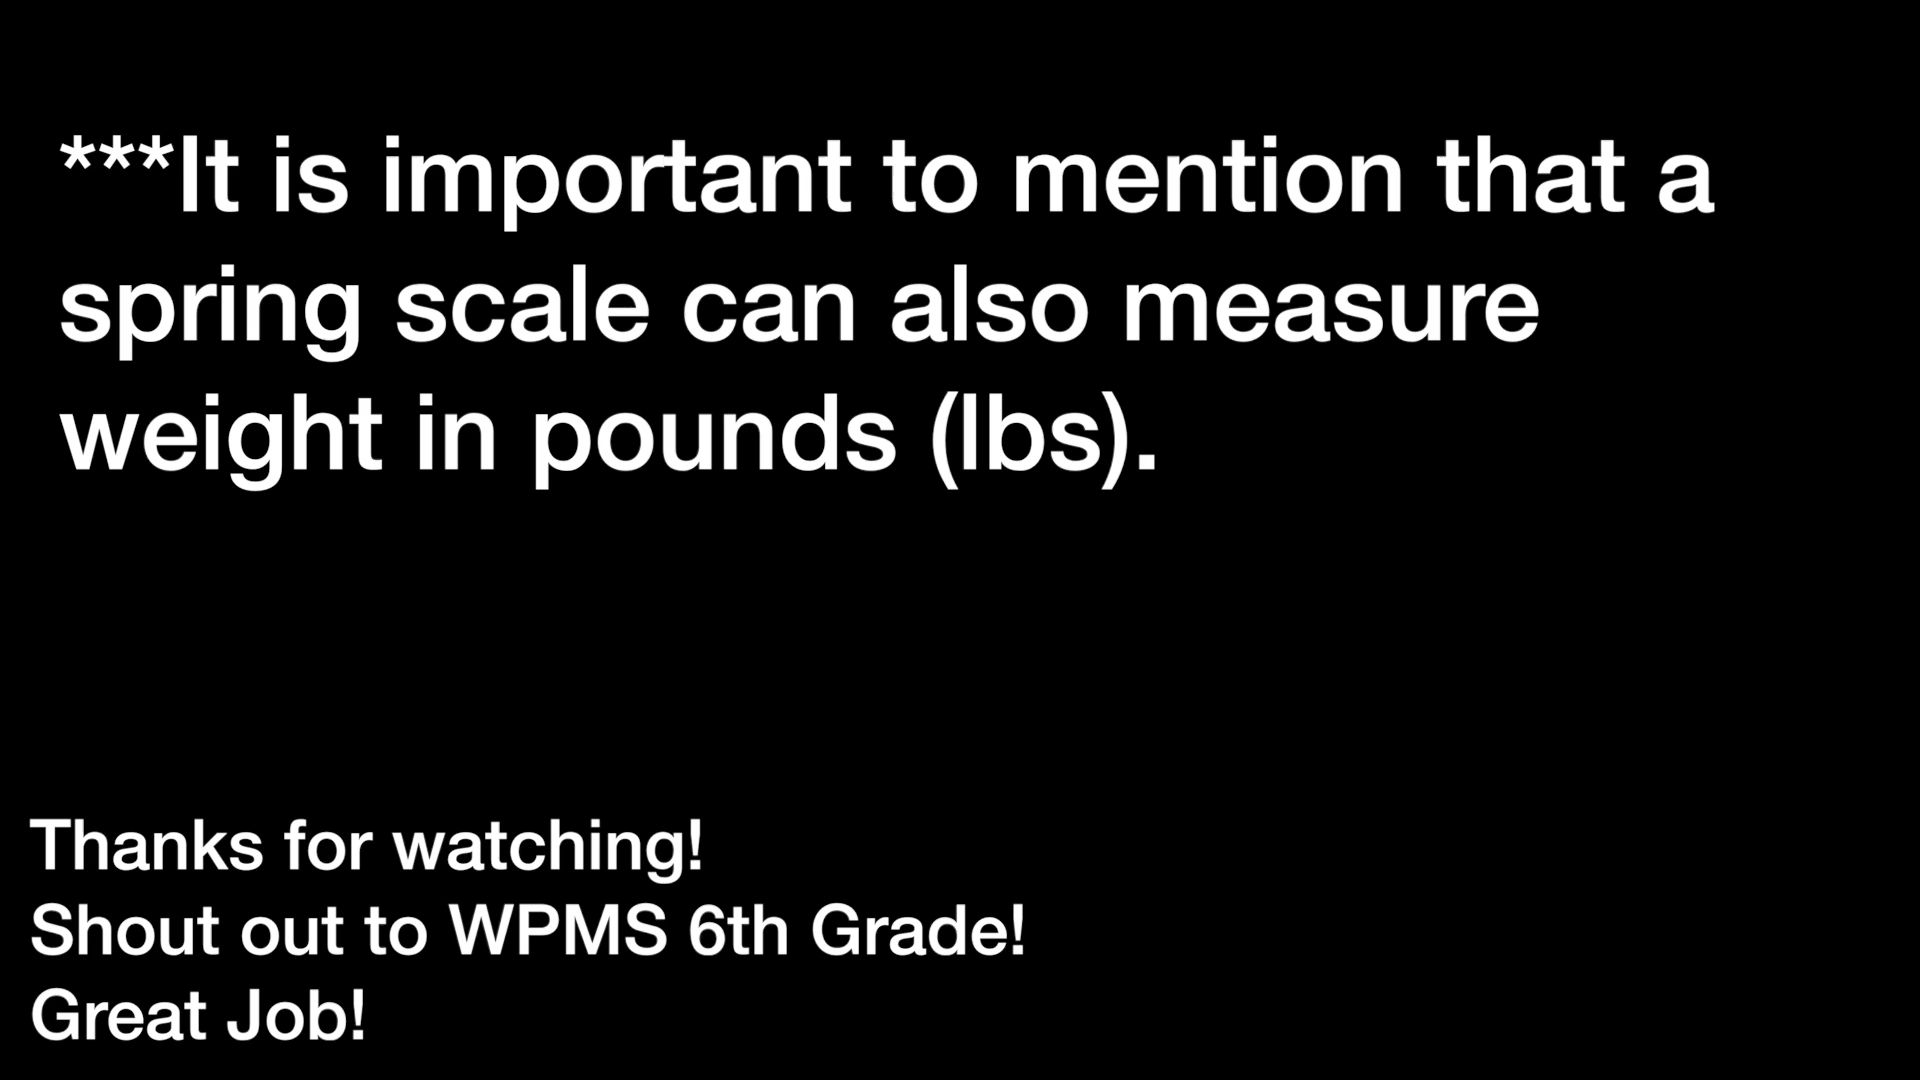 ***It is important to mention that a
spring scale can also measure
weight in pounds (lbs).
Thanks for watching!
Shout out to WPMS 6th Grade!
Great Job!